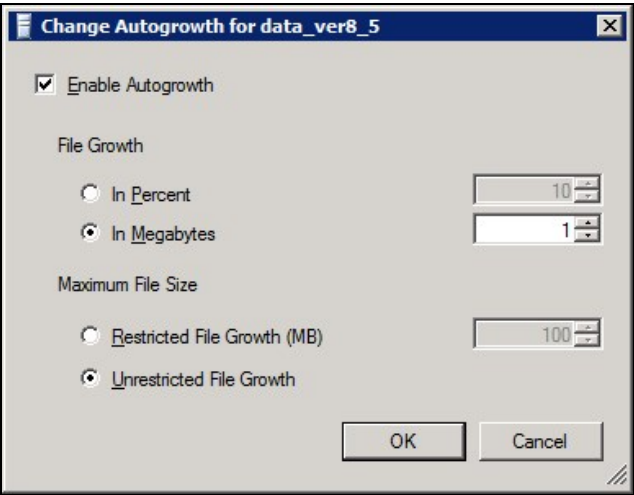 Change Autogrowth for data_ver8_5
Enable Autogrowth
File Growth
In Percent 10
In Megabytes 1
Maximum File Size
Restricted File Growth (MB) 100
Unrestricted File Growth
OK Cancel